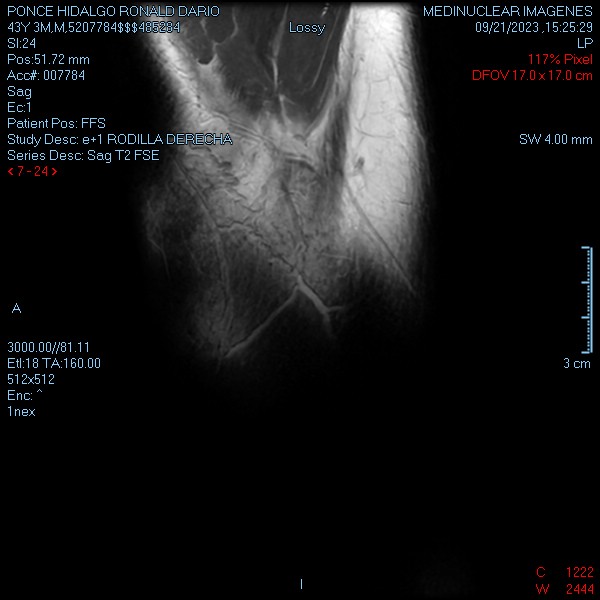 PONCE HIDALGO RONALD DARIO
43Y 3M,M,5207784$$$485284
Sl:24
Pos:51.72 mm
Acc#: 007784
Sag
Ec:1
Patient Pos: FFS
Study Desc: e+1 RODILLA DERECHA
Series Desc: Sag T2 FSE
< 7 - 24 >
Lossy
MEDINUCLEAR IMAGENES
09/21/2023 ,15:25:29
LP
117% Pixel
DFOV 17.0 x 17.0 cm
SW 4.00 mm
A
3 cm
3000.00//81.11
Etl:18 TA:160.00
512x512
Enc: ^
1nex
I
C 1222
W 2444